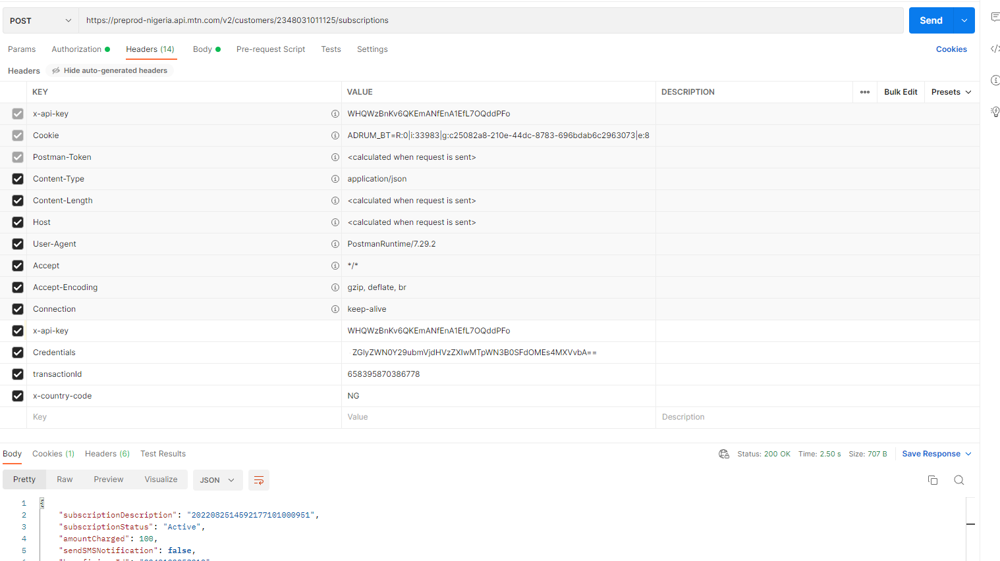 POST https://preprod-nigeria.api.mtn.com/v2/customers/2348031011125/subscriptions Send
Params Authorization Headers (14) Body Pre-request Script Tests Settings Cookies
Headers Hide auto-generated headers
KEY VALUE DESCRIPTION ••• Bulk Edit Presets
x-api-key WHQWzBnKv6QKEmANfEnA1EfL7OQddPFo
Cookie ADRUM_BT=R:0|i:33983|g:c25082a8-210e-44dc-8783-696bdab6c2963073|e:8
Postman-Token <calculated when request is sent>
Content-Type application/json
Content-Length <calculated when request is sent>
Host <calculated when request is sent>
User-Agent PostmanRuntime/7.29.2
Accept */*
Accept-Encoding gzip, deflate, br
Connection keep-alive
x-api-key WHQWzBnKv6QKEmANfEnA1EfL7OQddPFo
Credentials ZGlyZWN0Y29ubmVjdHVzZXIwMTpWN3B0SFdOMEs4MXVvbA==
transactionId 658395870386778
x-country-code NG
Key Value Description
Body Cookies (1) Headers (6) Test Results Status: 200 OK Time: 2.50 s Size: 707 B Save Response
Pretty Raw Preview Visualize JSON
1 {
2 "subscriptionDescription": "2022082514592177101000951",
3 "subscriptionStatus": "Active",
4 "amountCharged": 100,
5 "sendSMSNotification": false,